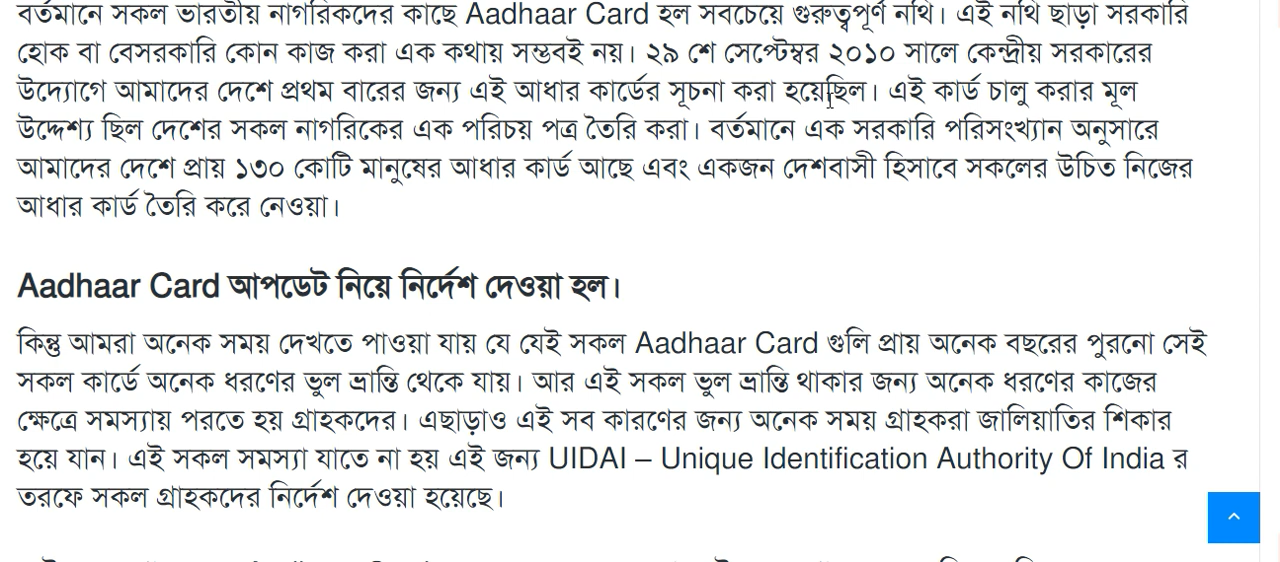 বর্তমানে সকল ভারতীয় নাগরিকদের কাছে Aadhaar Card হল সবচেয়ে গুরুত্বপূর্ণ নথি। এই নথি ছাড়া সরকারি
হোক বা বেসরকারি কোন কাজ করা এক কথায় সম্ভবই নয়। ২৯ শে সেপ্টেম্বর ২০১০ সালে কেন্দ্রীয় সরকারের
উদ্যোগে আমাদের দেশে প্রথম বারের জন্য এই আধার কার্ডের সূচনা করা হয়েছিল। এই কার্ড চালু করার মূল
উদ্দেশ্য ছিল দেশের সকল নাগরিকের এক পরিচয় পত্র তৈরি করা। বর্তমানে এক সরকারি পরিসংখ্যান অনুসারে
আমাদের দেশে প্রায় ১৩০ কোটি মানুষের আধার কার্ড আছে এবং একজন দেশবাসী হিসাবে সকলের উচিত নিজের
আধার কার্ড তৈরি করে নেওয়া।
Aadhaar Card আপডেট নিয়ে নির্দেশ দেওয়া হল।
কিন্তু আমরা অনেক সময় দেখতে পাওয়া যায় যে যেই সকল Aadhaar Card গুলি প্রায় অনেক বছরের পুরনো সেই
সকল কার্ডে অনেক ধরণের ভুল ভ্রান্তি থেকে যায়। আর এই সকল ভুল ভ্রান্তি থাকার জন্য অনেক ধরণের কাজের
ক্ষেত্রে সমস্যায় পরতে হয় গ্রাহকদের। এছাড়াও এই সব কারণের জন্য অনেক সময় গ্রাহকরা জালিয়াতির শিকার
হয়ে যান। এই সকল সমস্যা যাতে না হয় এই জন্য UIDAI – Unique Identification Authority Of India র
তরফে সকল গ্রাহকদের নির্দেশ দেওয়া হয়েছে।